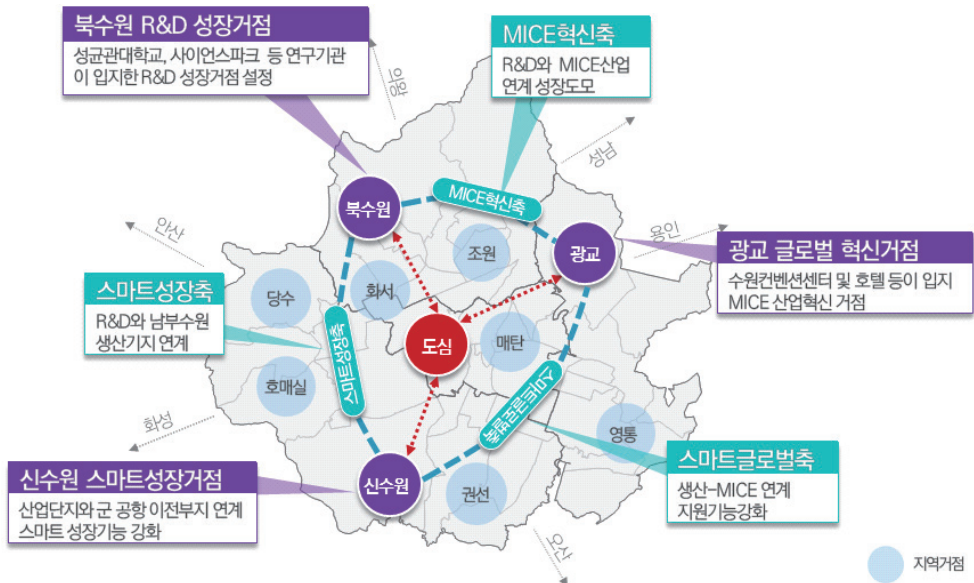 북수원 R&D 성장거점
성균관대학교, 사이언스파크 등 연구기관
이 입지한 R&D 성장거점 설정
MICE혁신축
R&D와 MICE산업
연계 성장도모
의왕
성남
안산
용인
북수원
MICE혁신축
광교
조원
화서
당수
광교 글로벌 혁신거점
수원컨벤션센터 및 호텔 등이 입지
MICE 산업혁신 거점
스마트성장축
R&D와 남부수원
생산기지 연계
스마트성장축
도심
매탄
호매실
스마트글로벌축
영통
화성
신수원 스마트성장거점
산업단지와 군 공항 이전부지 연계
스마트 성장기능 강화
신수원
권선
스마트글로벌축
생산-MICE 연계
지원기능강화
오산
지역거점